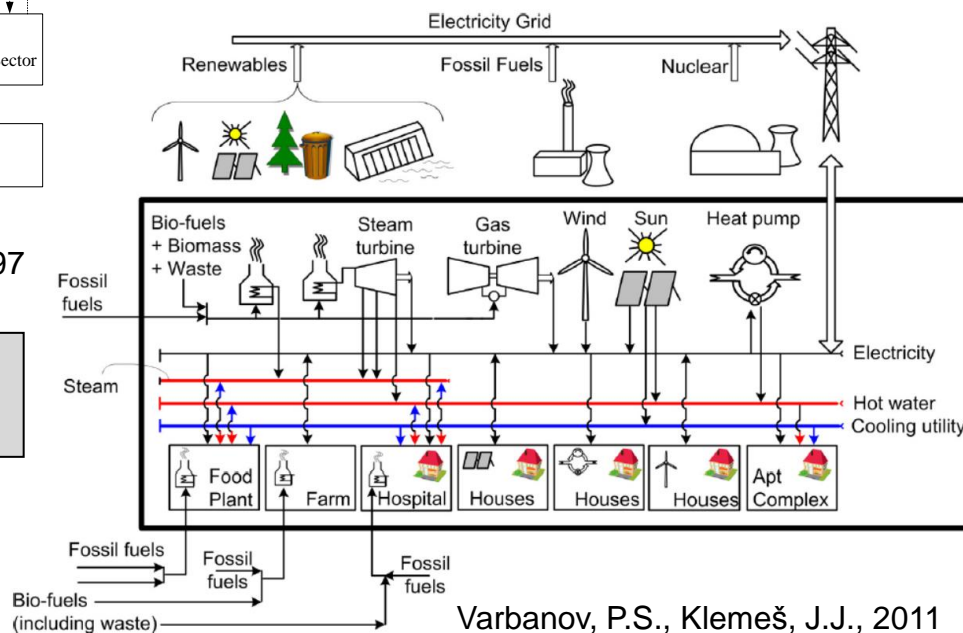 ector
97
Electricity Grid
Renewables
Fossil Fuels
Nuclear
Bio-fuels
+ Biomass
+ Waste
Steam
turbine
Gas
turbine
Wind
Sun
Heat pump
Fossil
fuels
Electricity
Steam
Hot water
Cooling utility
Food
Plant
Farm
Hospital
Houses
Houses
Houses
Apt
Complex
Fossil fuels
Fossil
fuels
Fossil
fuels
Bio-fuels
(including waste)
Varbanov, P.S., Klemeš, J.J., 2011